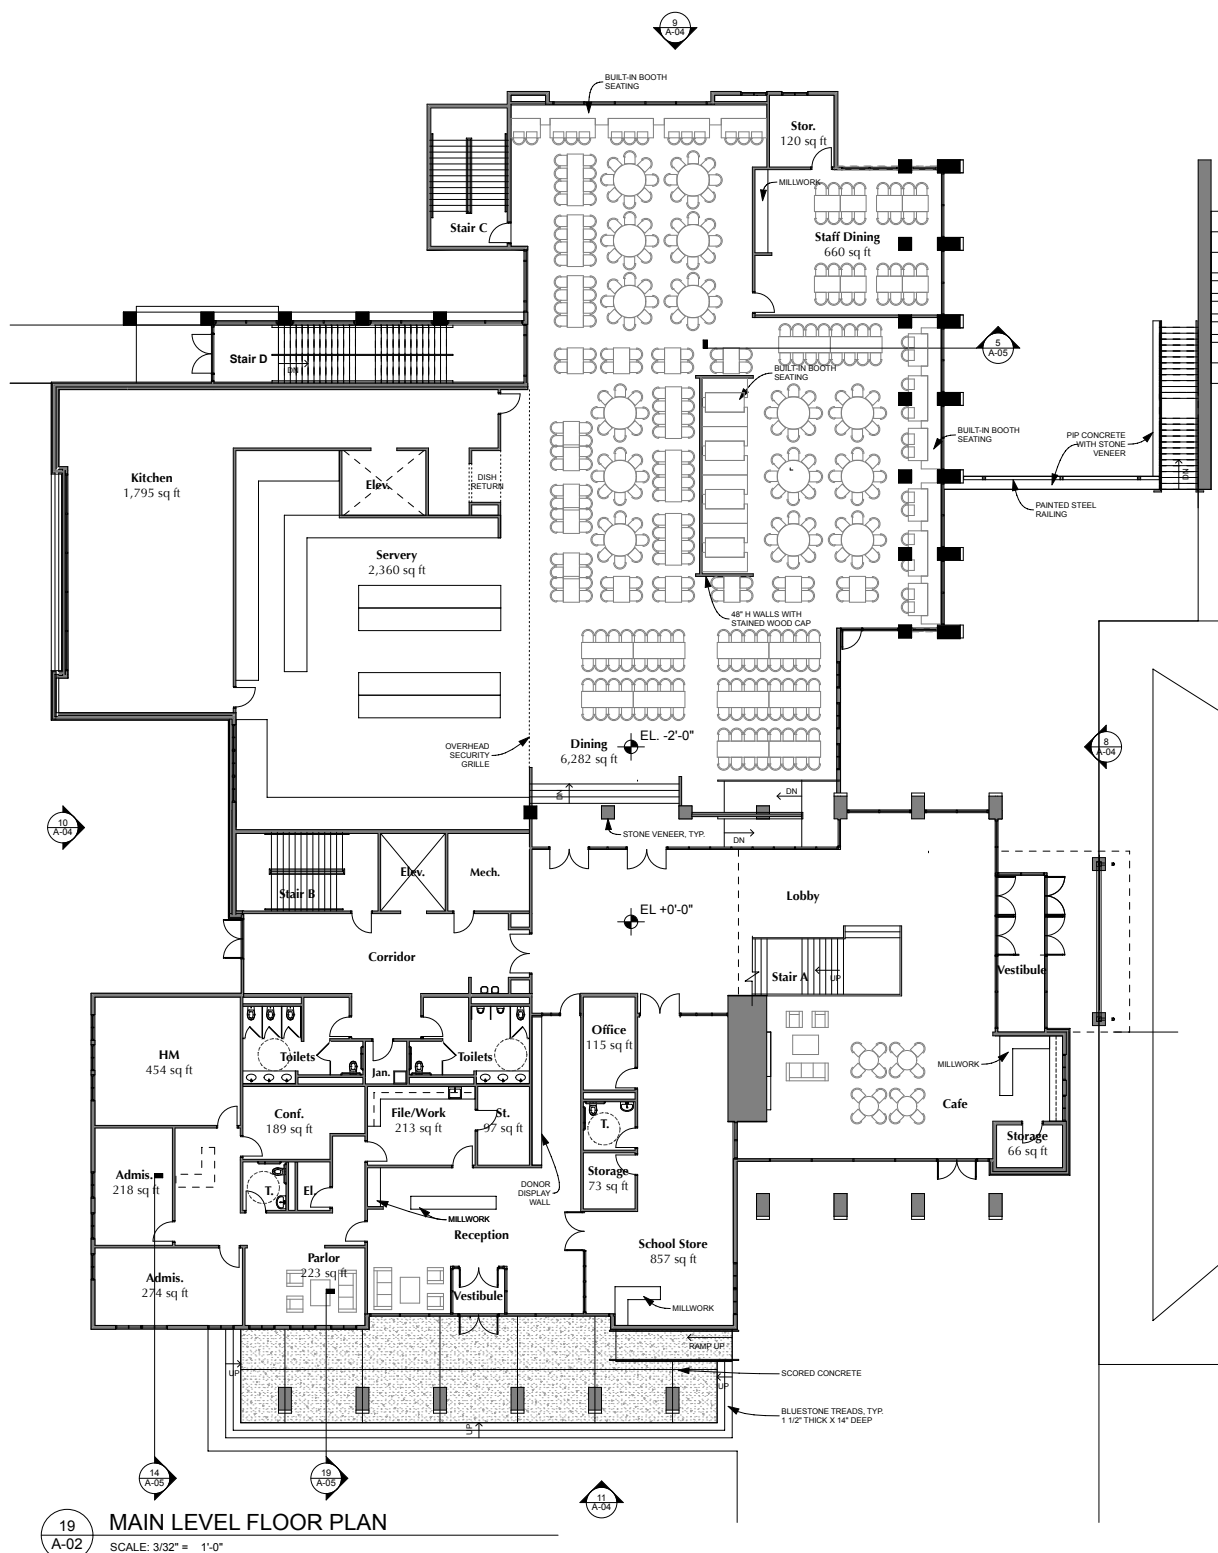 9
A-04
BUILT-IN BOOTH
SEATING
Stor.
120 sq ft
MILLWORK
Stair C
Staff Dining
660 sq ft
Stair D
DN
5
A-05
BUILT-IN BOOTH
SEATING
BUILT-IN BOOTH
SEATING
PIP CONCRETE
WITH STONE
VENEER
DN
Kitchen
1,795 sq ft
Elev.
DISH
RETURN
PAINTED STEEL
RAILING
Servery
2,360 sq ft
48" H WALLS WITH
STAINED WOOD CAP
OVERHEAD
SECURITY
GRILLE
Dining
6,282 sq ft
EL. -2'-0"
8
A-04
DN
DN
10
A-04
STONE VENEER, TYP.
DN
Stair B
Elev.
Mech.
Lobby
EL +0'-0"
Corridor
Stair A
UP
Vestibule
HM
454 sq ft
Toilets
Jan.
Toilets
Office
115 sq ft
MILLWORK
Cafe
Conf.
189 sq ft
File/Work
213 sq ft
St.
97 sq ft
T.
Storage
66 sq ft
Admis.
218 sq ft
T.
El.
DONOR
DISPLAY
WALL
Storage
73 sq ft
MILLWORK
Reception
School Store
857 sq ft
Admis.
274 sq ft
Parlor
223 sq ft
Vestibule
MILLWORK
RAMP UP
UP
SCORED CONCRETE
UP
BLUESTONE TREADS, TYP.
1 1/2" THICK X 14" DEEP
UP
14
A-05
19
A-05
11
A-04
19
A-02
MAIN LEVEL FLOOR PLAN
SCALE: 3/32" = 1'-0"